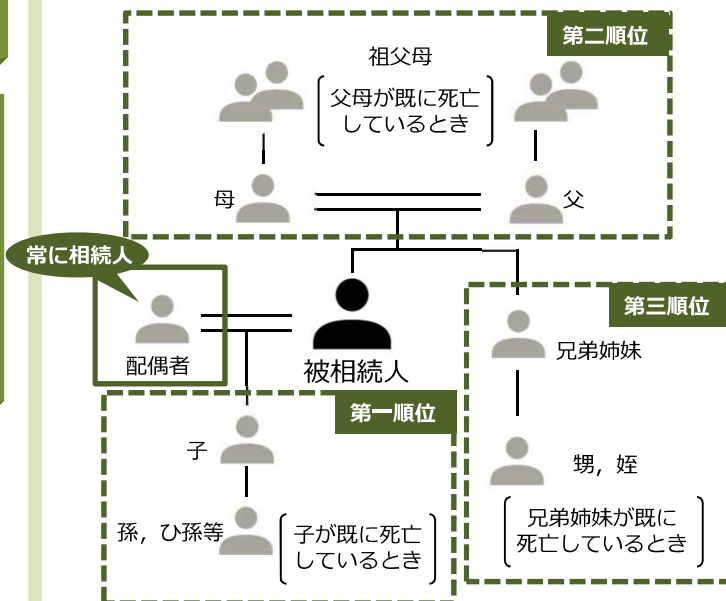 第二順位
祖父母
父母が既に死亡
しているとき
母
父
常に相続人
配偶者
被相続人
第三順位
兄弟姉妹
甥，姪
兄弟姉妹が既に
死亡しているとき
第一順位
子
孫，ひ孫等
子が既に死亡
しているとき